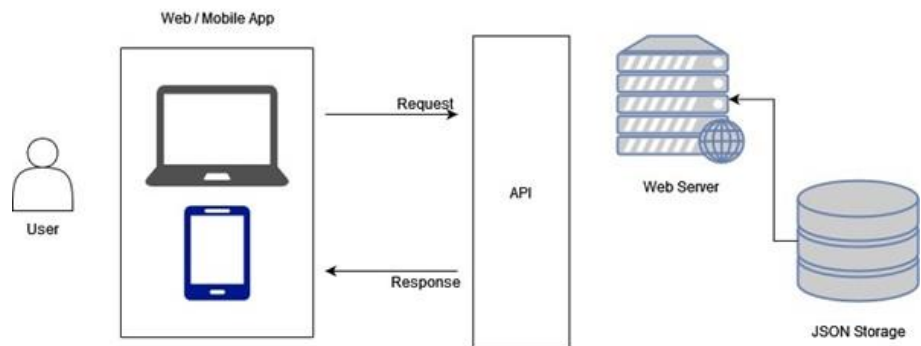 Web / Mobile App
Request
User
API
Response
Web Server
JSON Storage